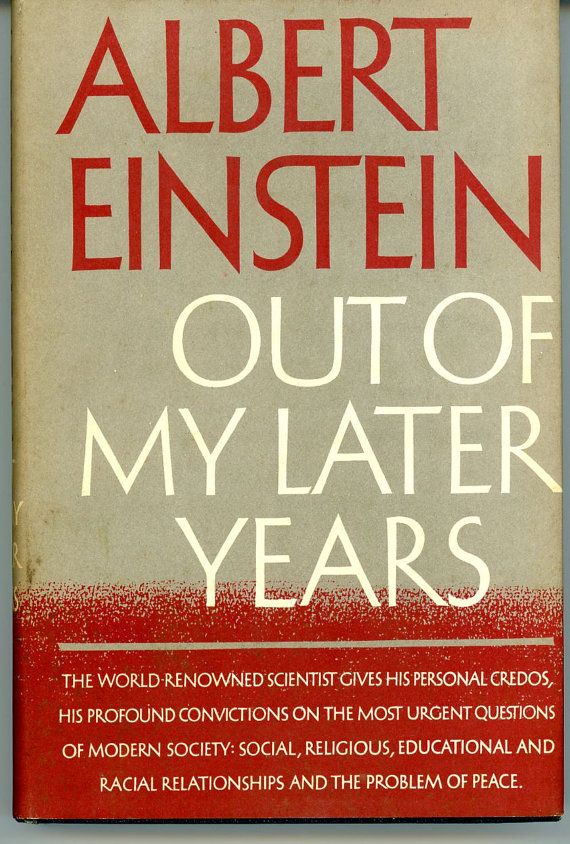 ALBERT
EINSTEIN
OUT OF
MY LATER
YEARS
THE WORLD-RENOWNED SCIENTIST GIVES HIS PERSONAL CREDOS,
HIS PROFOUND CONVICTIONS ON THE MOST URGENT QUESTIONS
OF MODERN SOCIETY: SOCIAL, RELIGIOUS, EDUCATIONAL AND
RACIAL RELATIONSHIPS AND THE PROBLEM OF PEACE.
Y
R
S